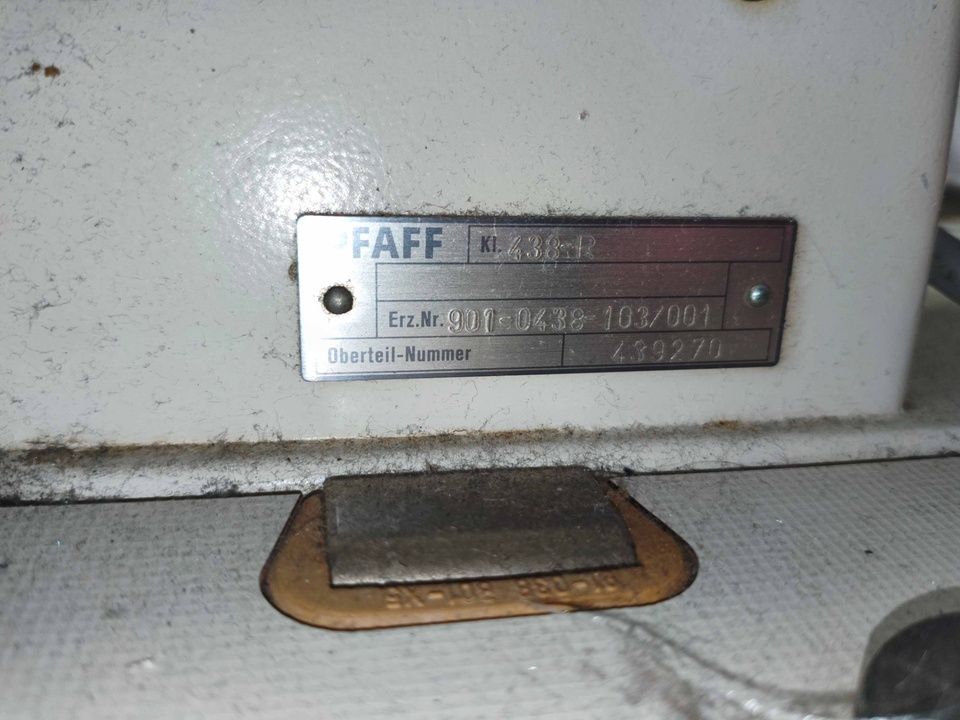 PFAFF
Kl. 438-R
Erz.Nr. 901-0438-103/001
Oberteil-Nummer 439270